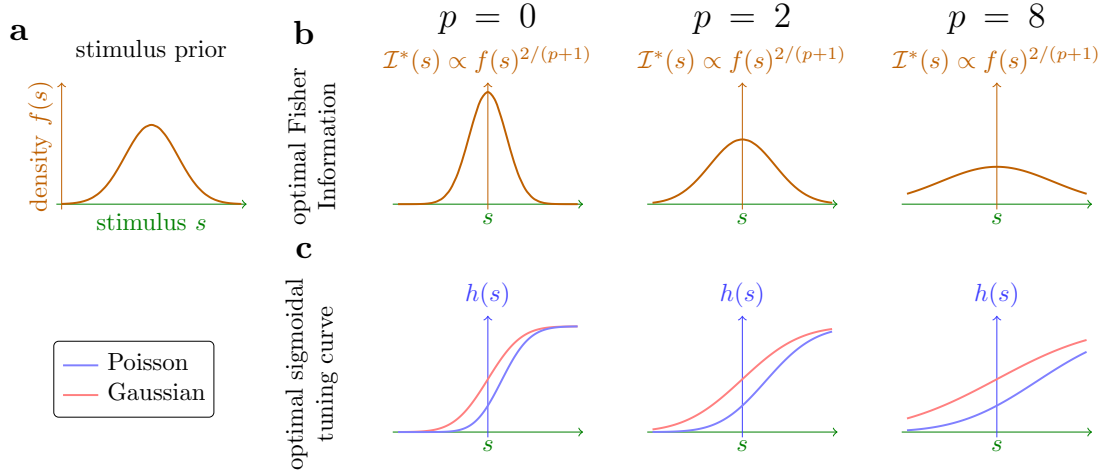 a
stimulus prior
density f(s)
stimulus s
b
optimal Fisher
Information
p = 0
I*(s) ∝ f(s)^{2/(p+1)}
s
p = 2
I*(s) ∝ f(s)^{2/(p+1)}
s
p = 8
I*(s) ∝ f(s)^{2/(p+1)}
s
c
optimal sigmoidal
tuning curve
h(s)
s
h(s)
s
h(s)
s
Poisson
Gaussian